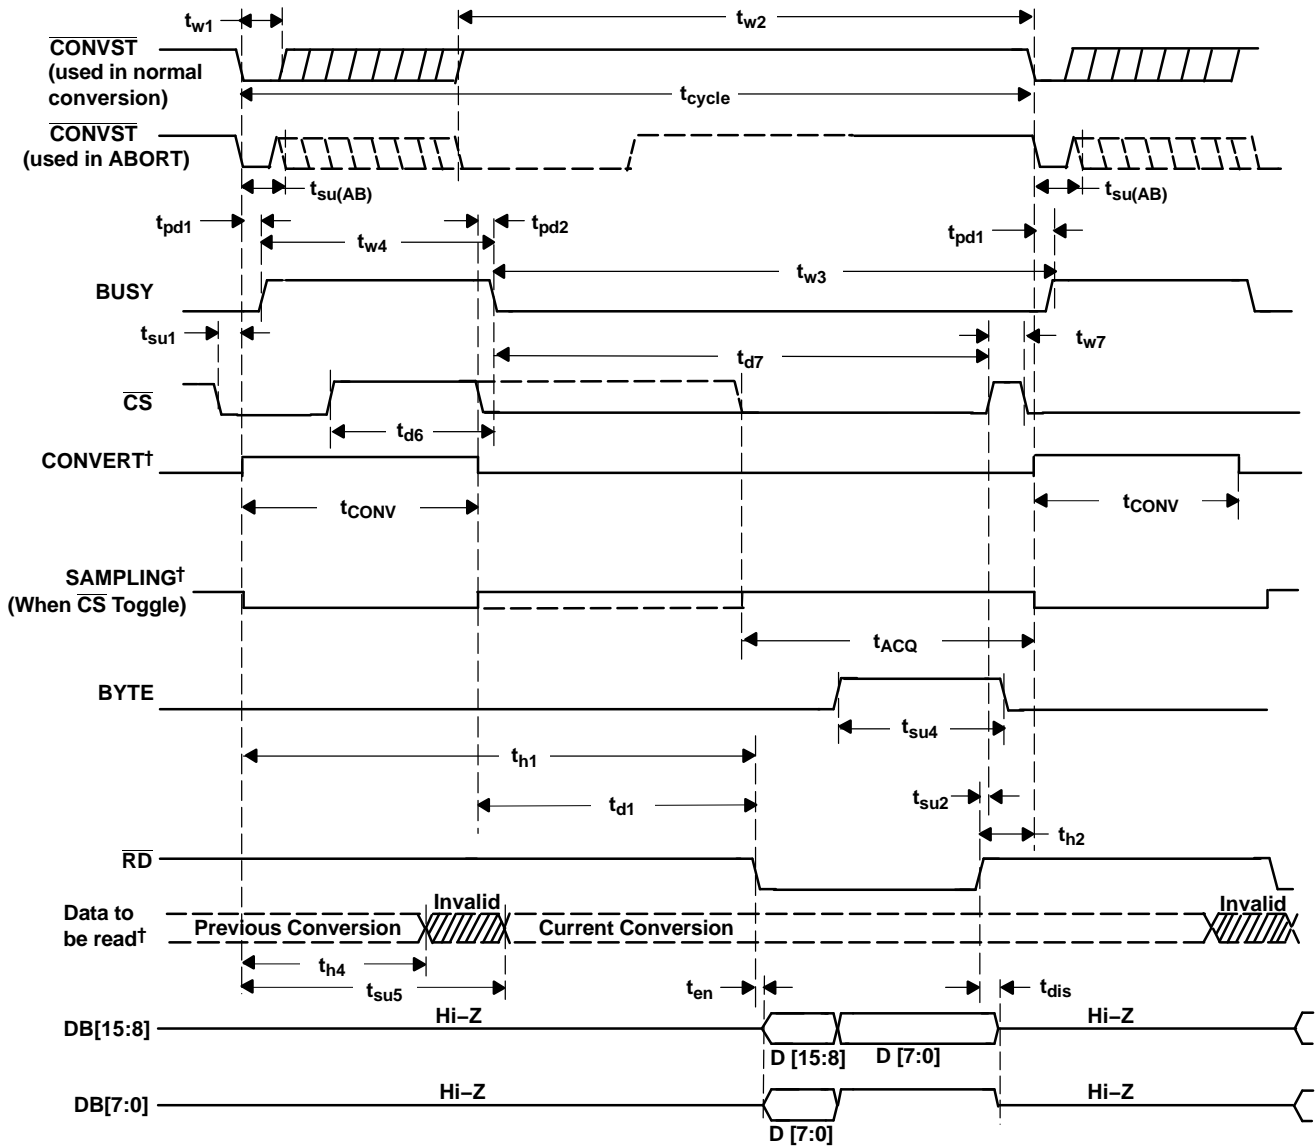 tw1
tw2
CONVST
(used in normal
conversion)
tcycle
CONVST
(used in ABORT)
tsu(AB)
tsu(AB)
tpd1
tw4
tpd2
tpd1
tw3
BUSY
tsu1
tw7
td7
CS
td6
CONVERT†
tCONV
tCONV
SAMPLING†
(When CS Toggle)
tACQ
BYTE
tsu4
th1
td1
tsu2
th2
RD
Data to
be read†
Previous Conversion
Invalid
Current Conversion
Invalid
th4
tsu5
ten
tdis
DB[15:8]
Hi–Z
Hi–Z
D [15:8]
D [7:0]
DB[7:0]
Hi–Z
Hi–Z
D [7:0]